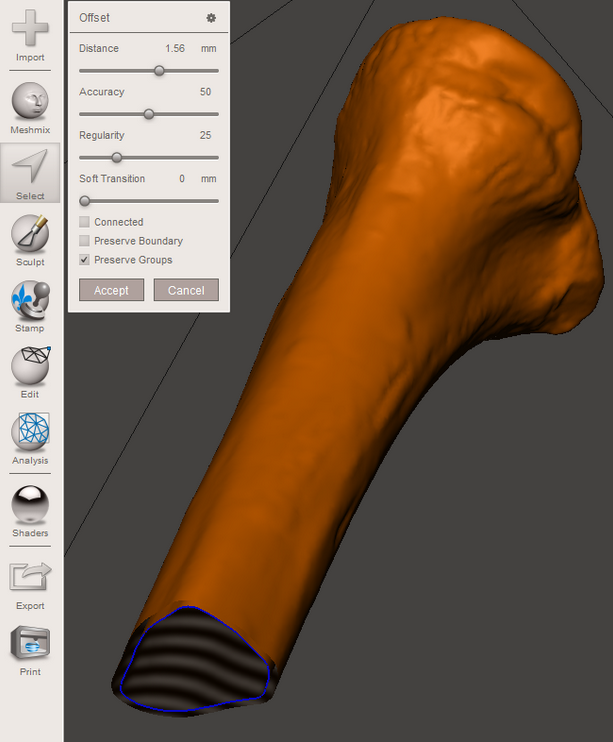 Import
Meshmix
Select
Sculpt
Stamp
Edit
Analysis
Shaders
Export
Print
Offset
Distance 1.56 mm
Accuracy 50
Regularity 25
Soft Transition 0 mm
Connected
Preserve Boundary
Preserve Groups
Accept Cancel